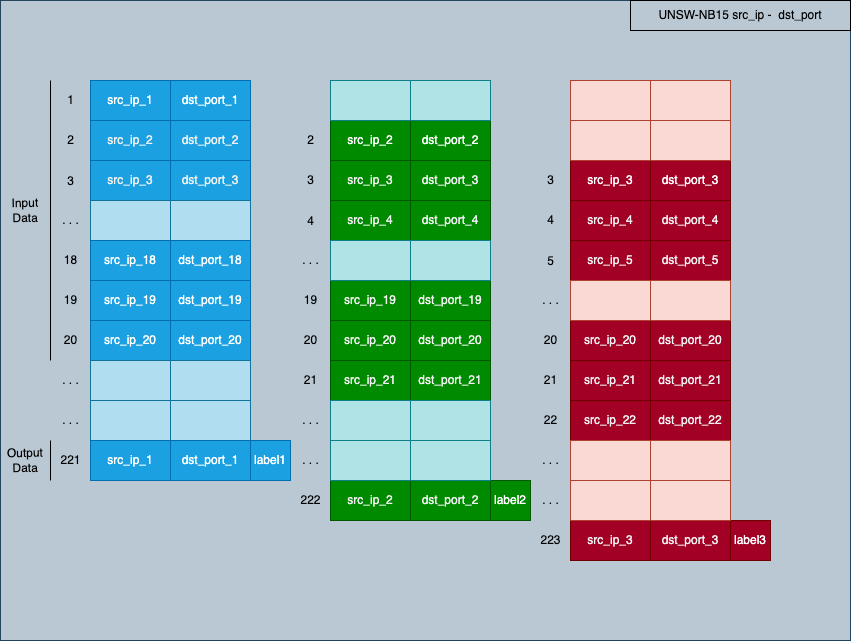 UNSW-NB15 src_ip - dst_port
1 src_ip_1 dst_port_1
2 src_ip_2 dst_port_2 2 src_ip_2 dst_port_2
3 src_ip_3 dst_port_3 3 src_ip_3 dst_port_3 3 src_ip_3 dst_port_3
Input
Data
. . . 4 src_ip_4 dst_port_4 4 src_ip_4 dst_port_4
18 src_ip_18 dst_port_18 . . . 5 src_ip_5 dst_port_5
19 src_ip_19 dst_port_19 19 src_ip_19 dst_port_19 . . .
20 src_ip_20 dst_port_20 20 src_ip_20 dst_port_20 20 src_ip_20 dst_port_20
. . . 21 src_ip_21 dst_port_21 21 src_ip_21 dst_port_21
. . . . . . 22 src_ip_22 dst_port_22
Output
Data
221 src_ip_1 dst_port_1 label1 . . . . . .
222 src_ip_2 dst_port_2 label2 . . .
223 src_ip_3 dst_port_3 label3